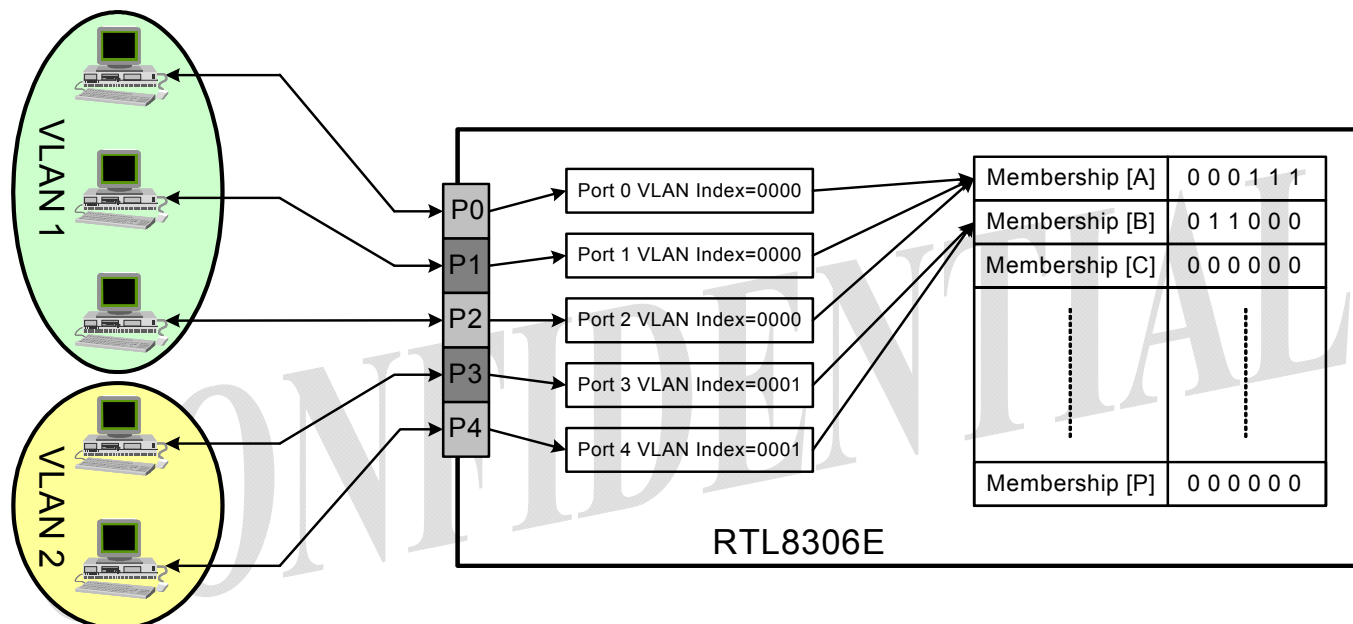 VLAN 1
VLAN 2
P0
P1
P2
P3
P4
Port 0 VLAN Index=0000
Port 1 VLAN Index=0000
Port 2 VLAN Index=0000
Port 3 VLAN Index=0001
Port 4 VLAN Index=0001
Membership [A] 0 0 0 1 1 1
Membership [B] 0 1 1 0 0 0
Membership [C] 0 0 0 0 0 0
Membership [P] 0 0 0 0 0 0
RTL8306E
CONFIDENTIAL